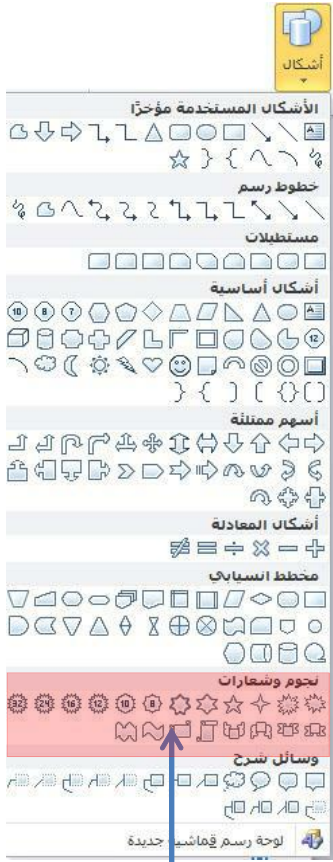 أشكال
الأشكال المستخدمة مؤخرًا
خطوط رسم
مستطيلات
أشكال أساسية
أسهم ممتلئة
أشكال المعادلة
مخطط انسيابي
نجوم وشعارات
وسائل شرح
لوحة رسم قماشية جديدة